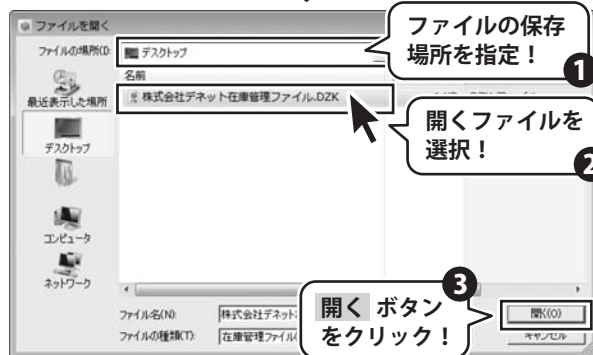 ファイルを開く
ファイルの場所(I):
デスクトップ
ファイルの保存
場所を指定！
❶
名前
最近表示した場所
株式会社デネット在庫管理ファイル.DZK
開くファイルを
選択！
❷
デスクトップ
コンピュータ
ネットワーク
❸
開く ボタン
をクリック！
ファイル名(N):
株式会社デネット
開く(O)
ファイルの種類(T):
在庫管理ファイル(
キャンセル